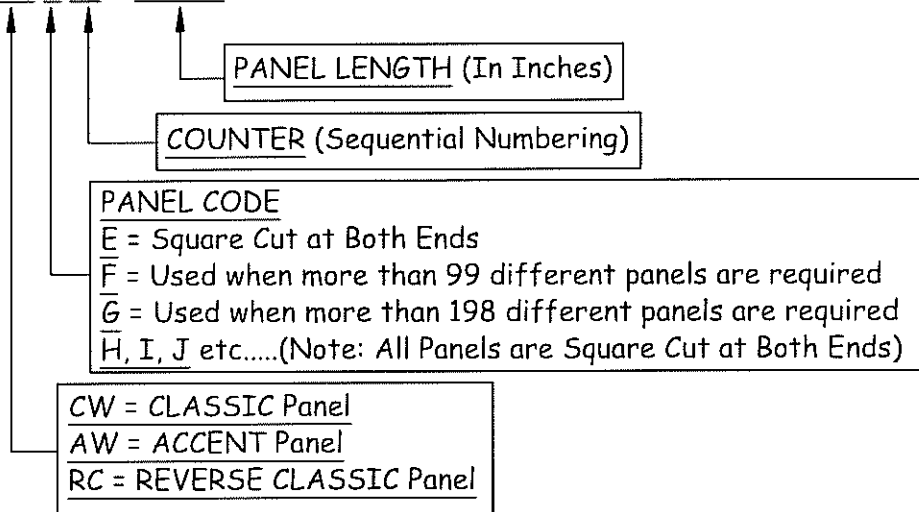 PANEL LENGTH (In Inches)
COUNTER (Sequential Numbering)
PANEL CODE
E = Square Cut at Both Ends
F = Used when more than 99 different panels are required
G = Used when more than 198 different panels are required
H, I, J etc.....(Note: All Panels are Square Cut at Both Ends)
CW = CLASSIC Panel
AW = ACCENT Panel
RC = REVERSE CLASSIC Panel